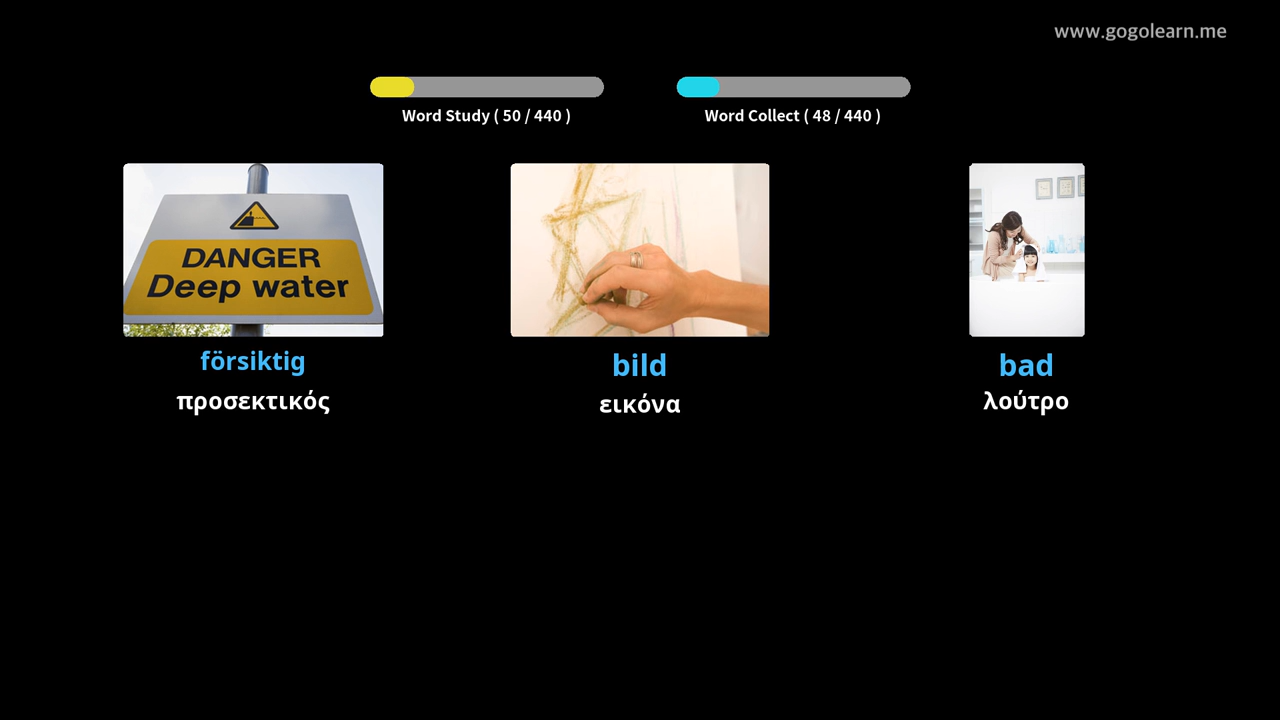 www.gogolearn.me
Word Study ( 50 / 440 )
Word Collect ( 48 / 440 )
DANGER
Deep water
försiktig
προσεκτικός
bild
εικόνα
bad
λούτρο